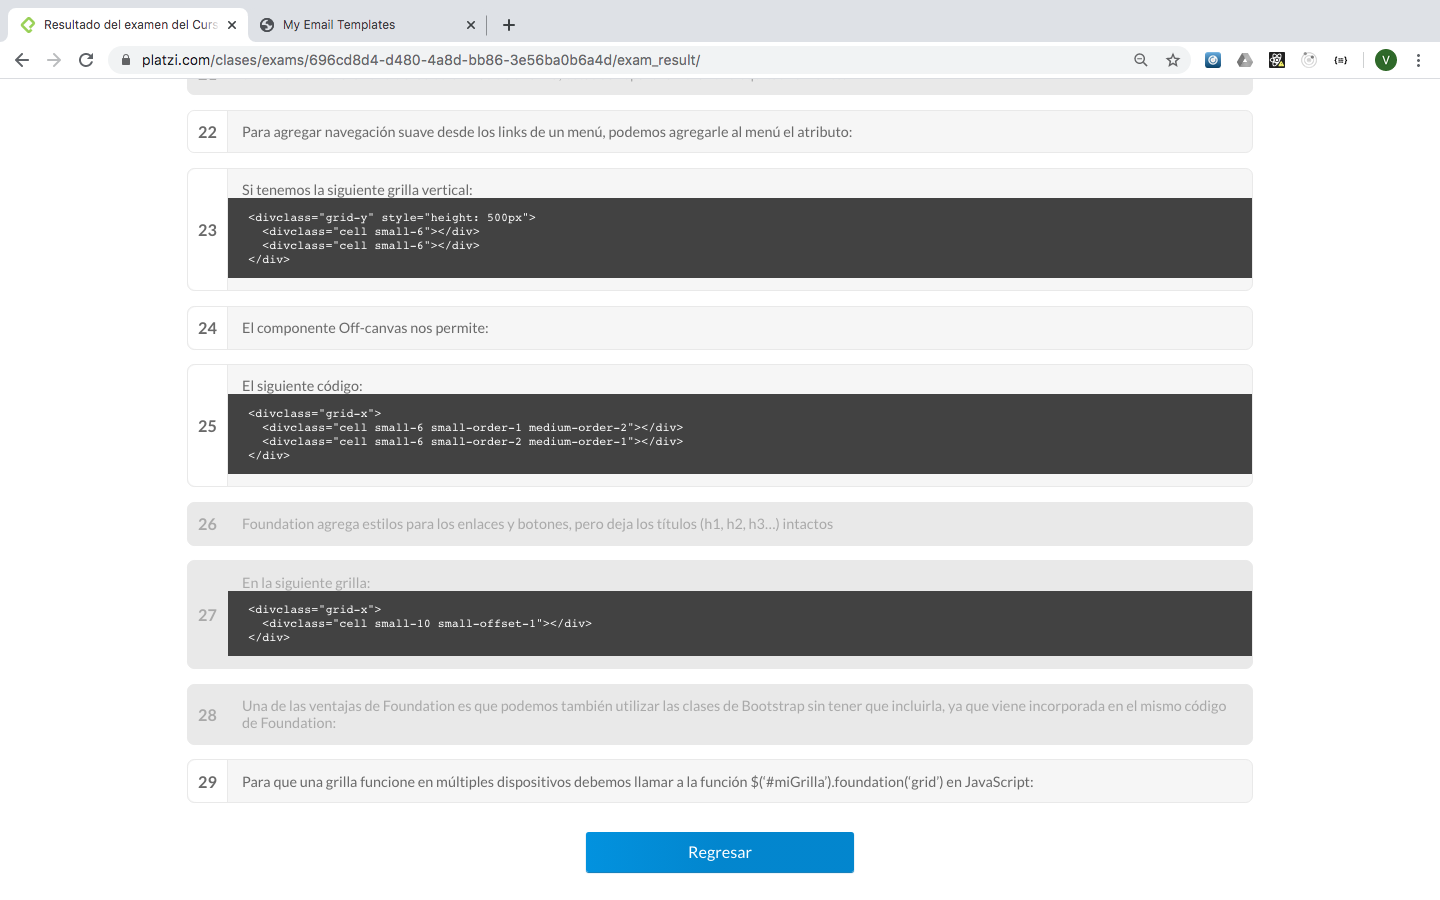 Resultado del examen del Curs
My Email Templates
platzi.com/clases/exams/696cd8d4-d480-4a8d-bb86-3e56ba0b6a4d/exam_result/
V
22
Para agregar navegación suave desde los links de un menú, podemos agregarle al menú el atributo:
23
Si tenemos la siguiente grilla vertical:
<divclass="grid-y" style="height: 500px">
<divclass="cell small-6"></div>
<divclass="cell small-6"></div>
</div>
24
El componente Off-canvas nos permite:
25
El siguiente código:
<divclass="grid-x">
<divclass="cell small-6 small-order-1 medium-order-2"></div>
<divclass="cell small-6 small-order-2 medium-order-1"></div>
</div>
26
Foundation agrega estilos para los enlaces y botones, pero deja los títulos (h1, h2, h3...) intactos
27
En la siguiente grilla:
<divclass="grid-x">
<divclass="cell small-10 small-offset-1"></div>
</div>
28
Una de las ventajas de Foundation es que podemos también utilizar las clases de Bootstrap sin tener que incluirla, ya que viene incorporada en el mismo código
de Foundation:
29
Para que una grilla funcione en múltiples dispositivos debemos llamar a la función $(‘#miGrilla’).foundation(‘grid’) en JavaScript:
Regresar